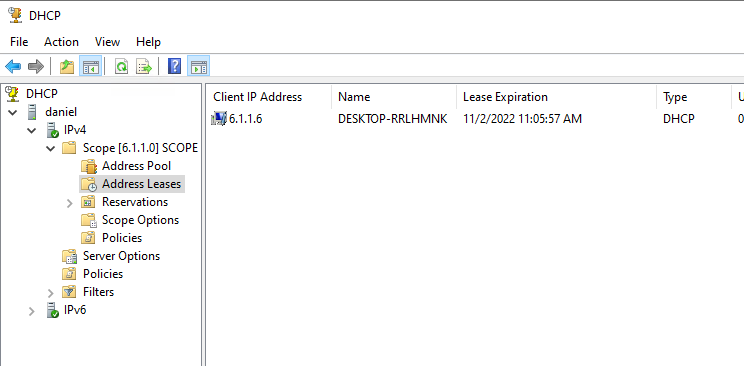 DHCP
File Action View Help
DHCP
daniel
IPv4
Scope [6.1.1.0] SCOPE
Address Pool
Address Leases
Reservations
Scope Options
Policies
Server Options
Policies
Filters
IPv6
Client IP Address Name Lease Expiration Type U
6.1.1.6 DESKTOP-RRLHMNK 11/2/2022 11:05:57 AM DHCP 0